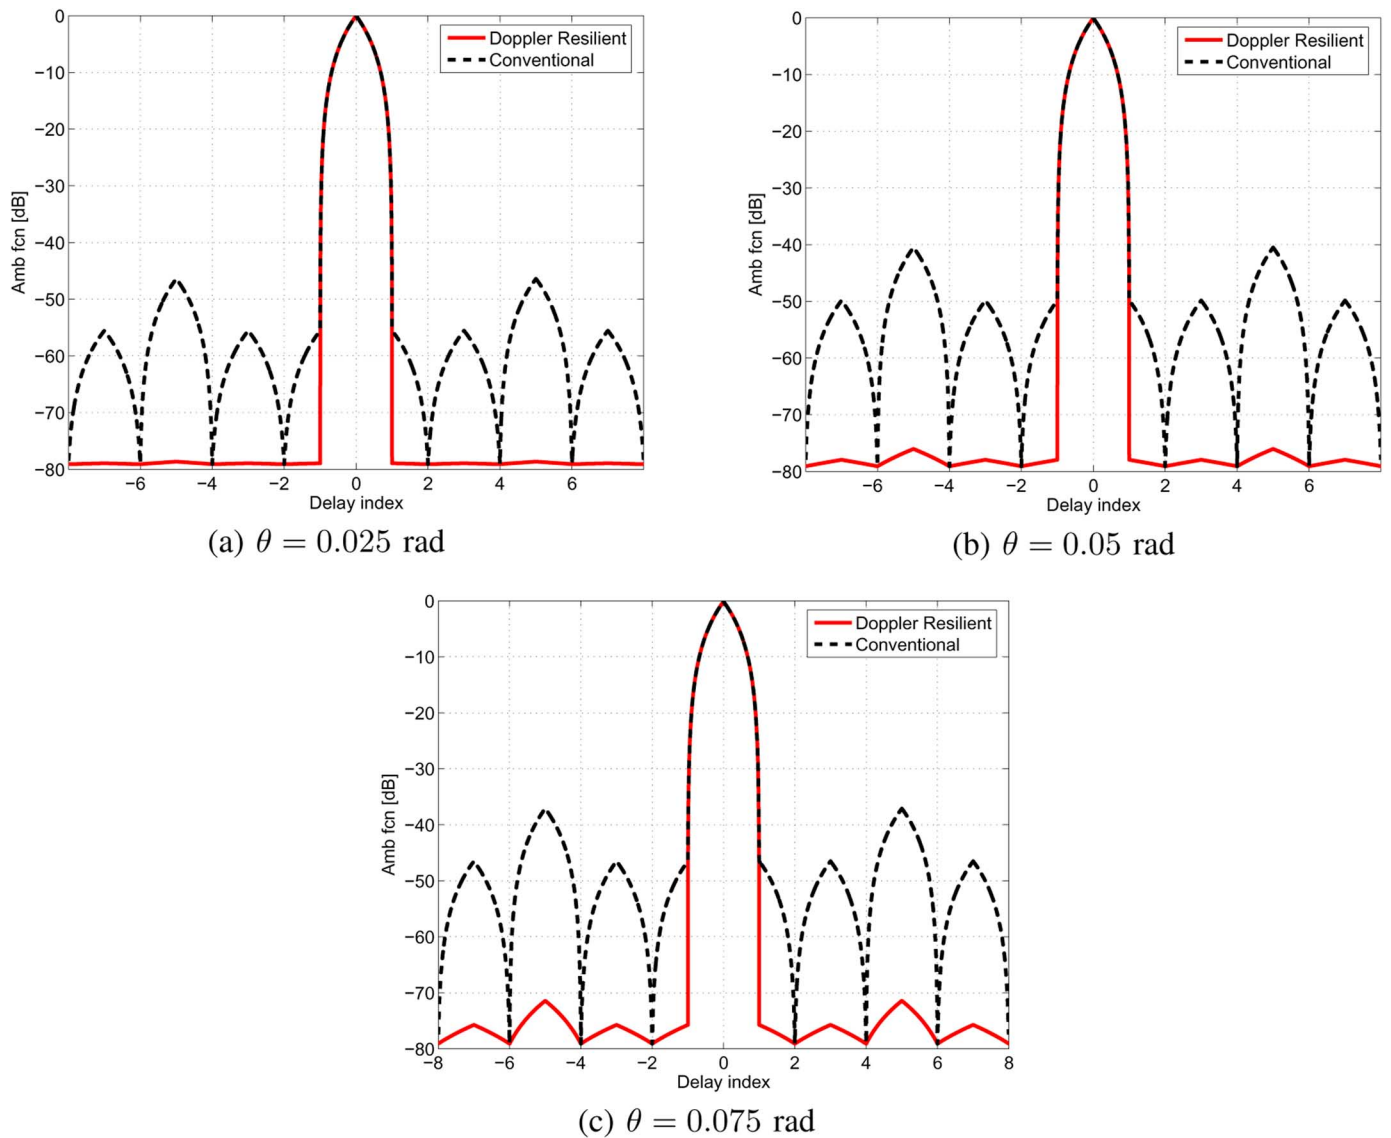 0
−10
−20
−30
−40
−50
−60
−70
−80
Amb fcn [dB]
Doppler Resilient
Conventional
−6 −4 −2 0 2 4 6
Delay index
(a) θ = 0.025 rad
0
−10
−20
−30
−40
−50
−60
−70
−80
Amb fcn [dB]
Doppler Resilient
Conventional
−6 −4 −2 0 2 4 6
Delay index
(b) θ = 0.05 rad
0
−10
−20
−30
−40
−50
−60
−70
−80
Amb fcn [dB]
Doppler Resilient
Conventional
−8 −6 −4 −2 0 2 4 6 8
Delay index
(c) θ = 0.075 rad